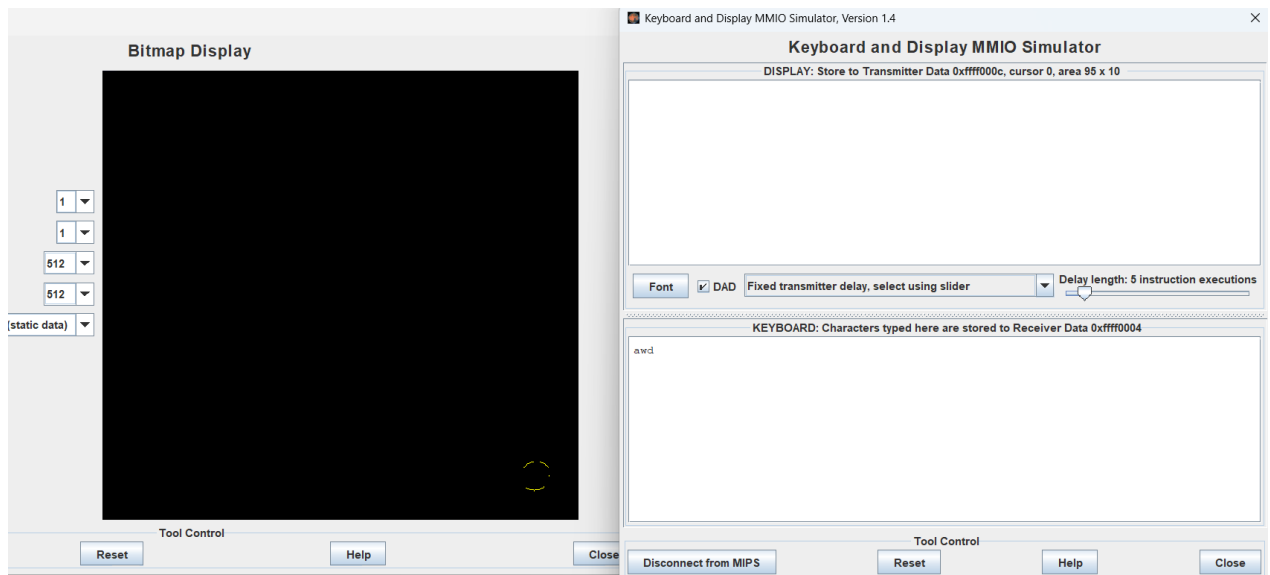 Bitmap Display
1
1
512
512
(static data)
Tool Control
Reset Help Close
Keyboard and Display MMIO Simulator, Version 1.4
Keyboard and Display MMIO Simulator
DISPLAY: Store to Transmitter Data 0xffff000c, cursor 0, area 95 x 10
Font DAD Fixed transmitter delay, select using slider Delay length: 5 instruction executions
KEYBOARD: Characters typed here are stored to Receiver Data 0xffff0004
awd
Tool Control
Disconnect from MIPS Reset Help Close